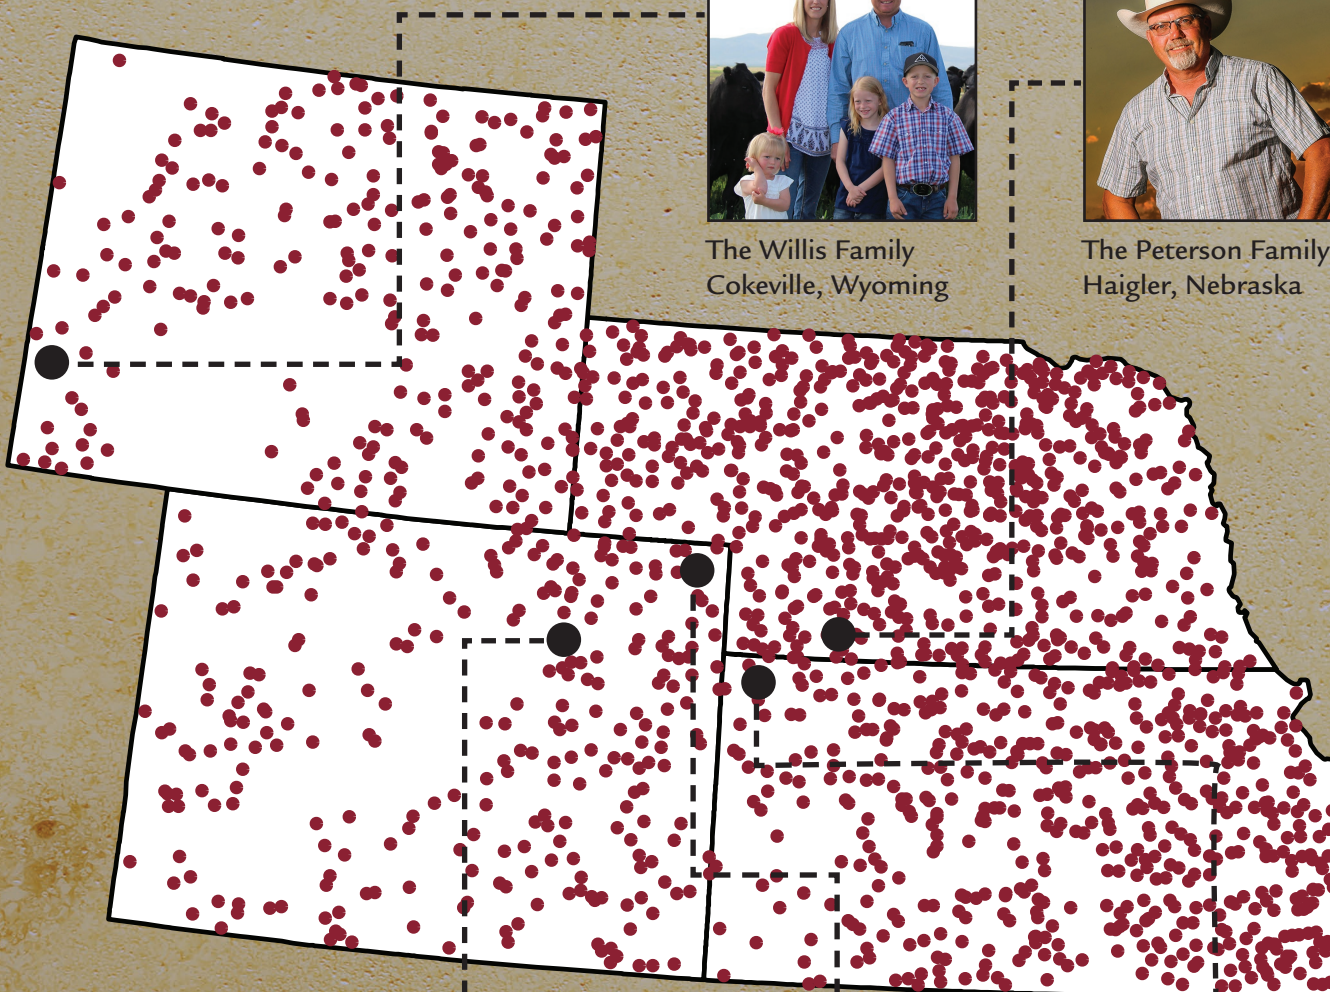 The Willis Family
Cokeville, Wyoming
The Peterson Family
Haigler, Nebraska